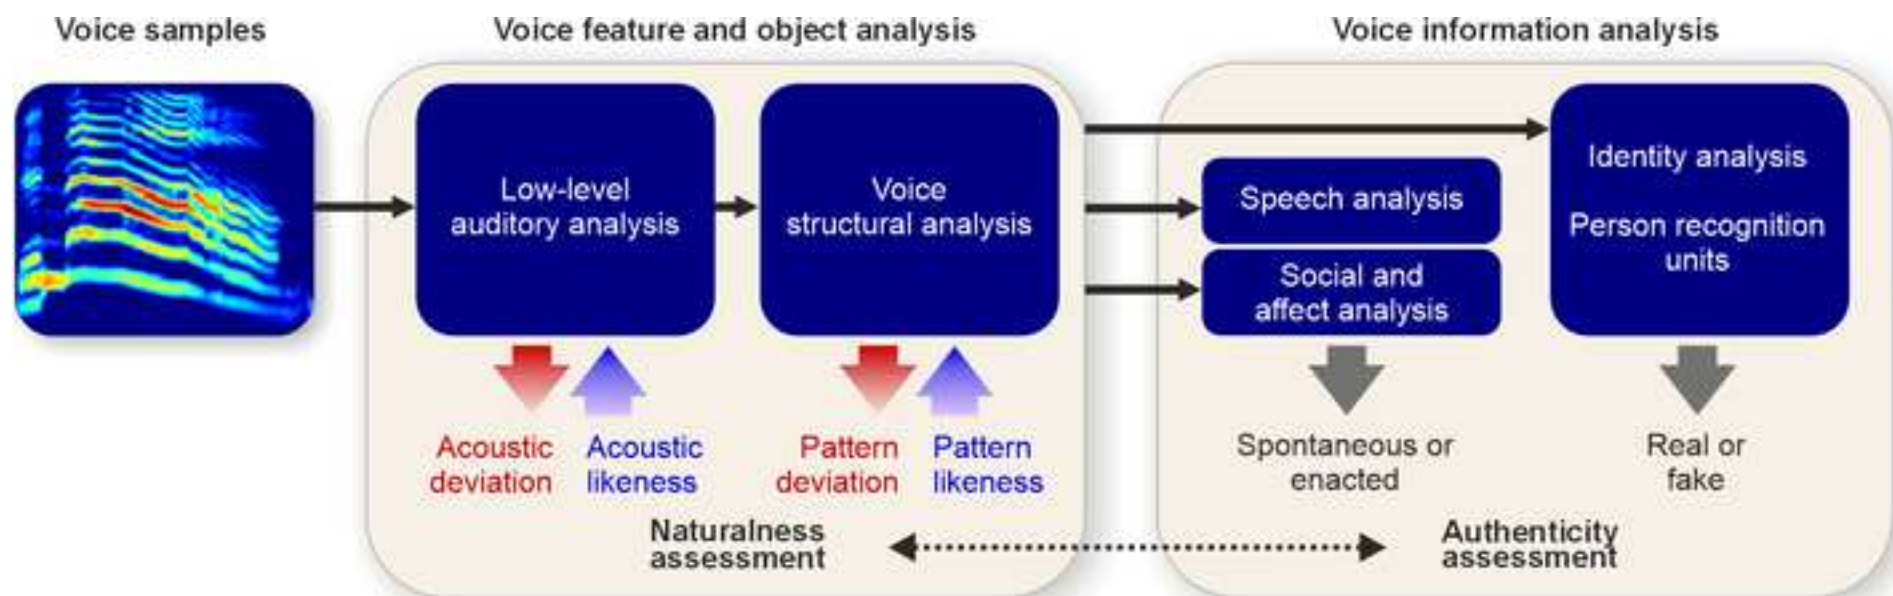 Voice samples
Voice feature and object analysis
Voice information analysis
Low-level
auditory analysis
Voice
structural analysis
Speech analysis
Social and
affect analysis
Identity analysis
Person recognition
units
Acoustic
deviation
Acoustic
likeness
Pattern
deviation
Pattern
likeness
Spontaneous or
enacted
Real or
fake
Naturalness
assessment
Authenticity
assessment